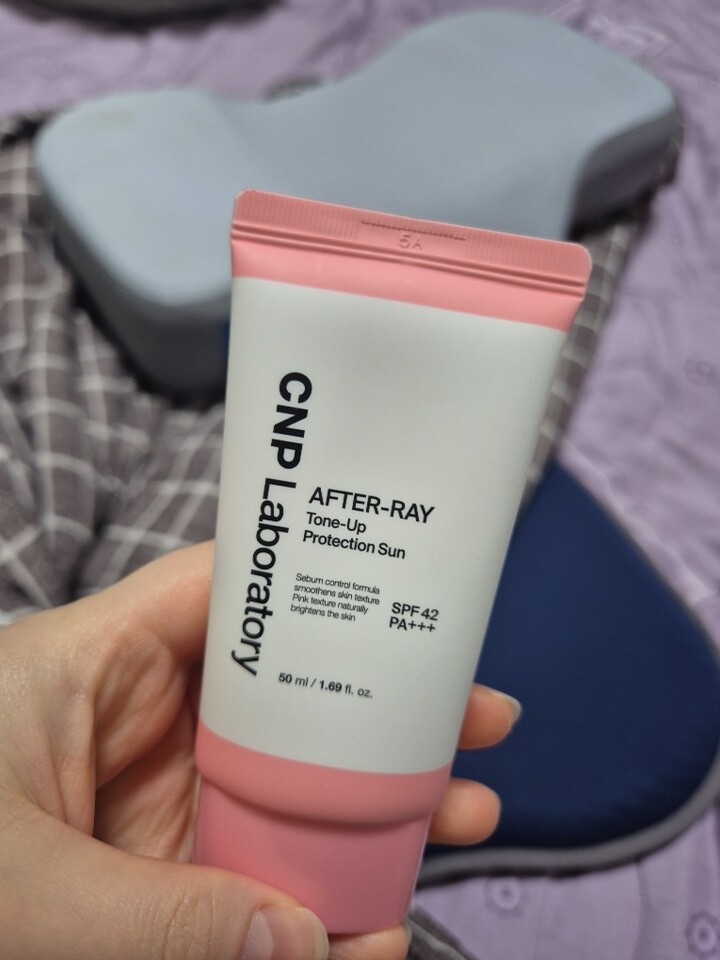 5A
CNP Laboratory
AFTER-RAY
Tone-Up
Protection Sun
Sebum control formula
smoothens skin texture
Pink texture naturally
brightens the skin
SPF 42
PA+++
50 ml / 1.69 fl. oz.